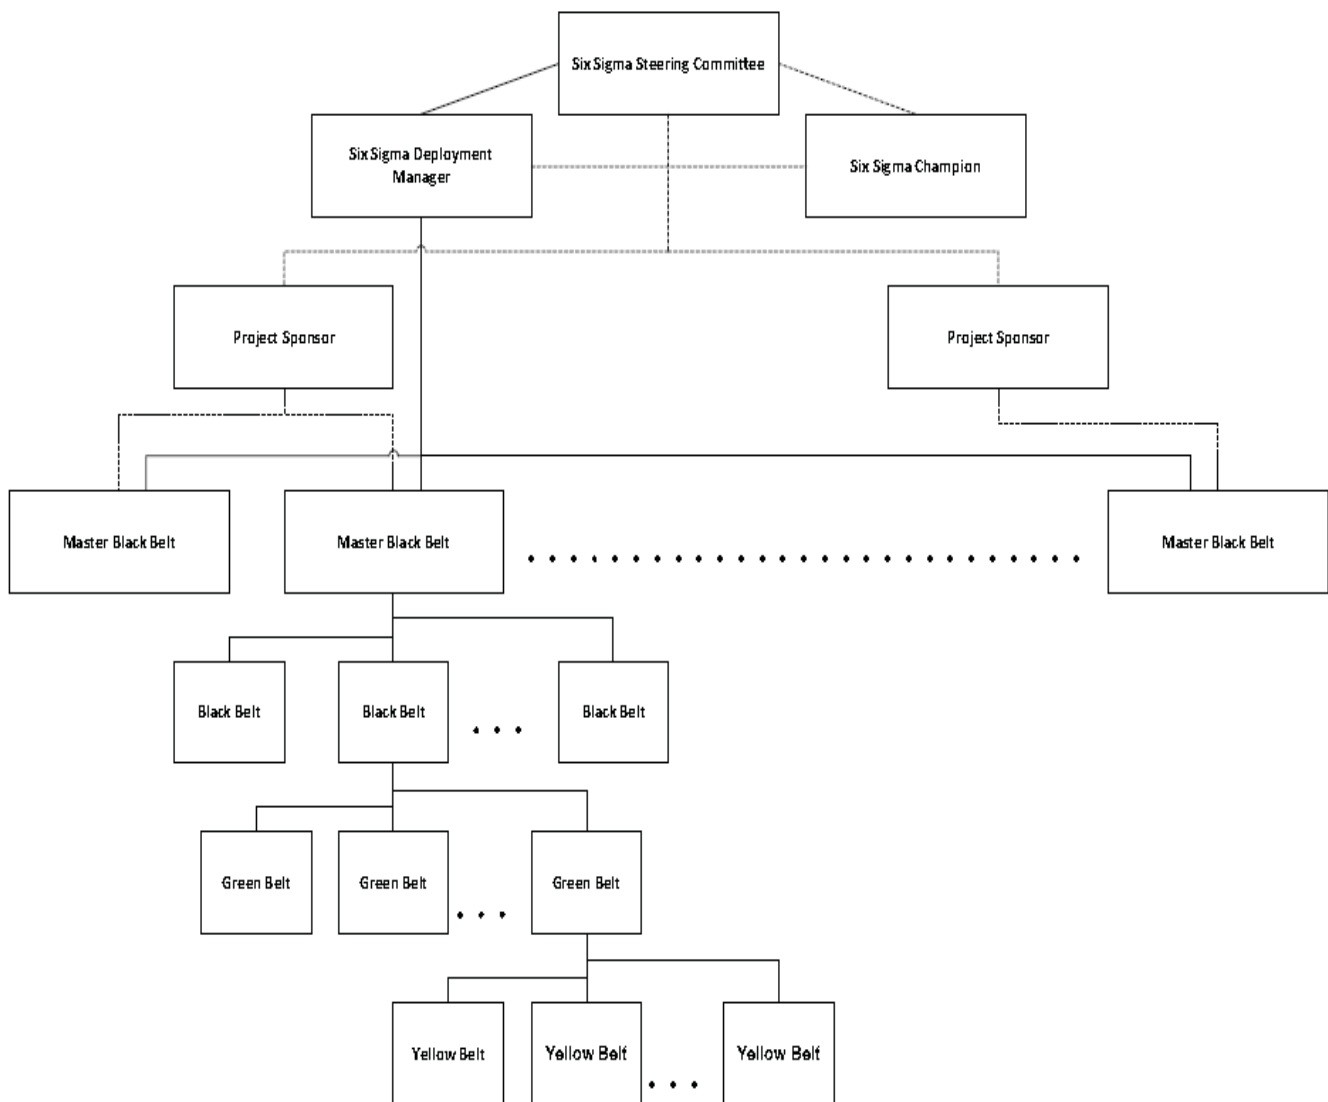 Six Sigma Steering Committee
Six Sigma Deployment
Manager
Six Sigma Champion
Project Sponsor
Project Sponsor
Master Black Belt
Master Black Belt
Master Black Belt
Black Belt
Black Belt
Black Belt
Green Belt
Green Belt
Green Belt
Yellow Belt
Yellow Belt
Yellow Belt